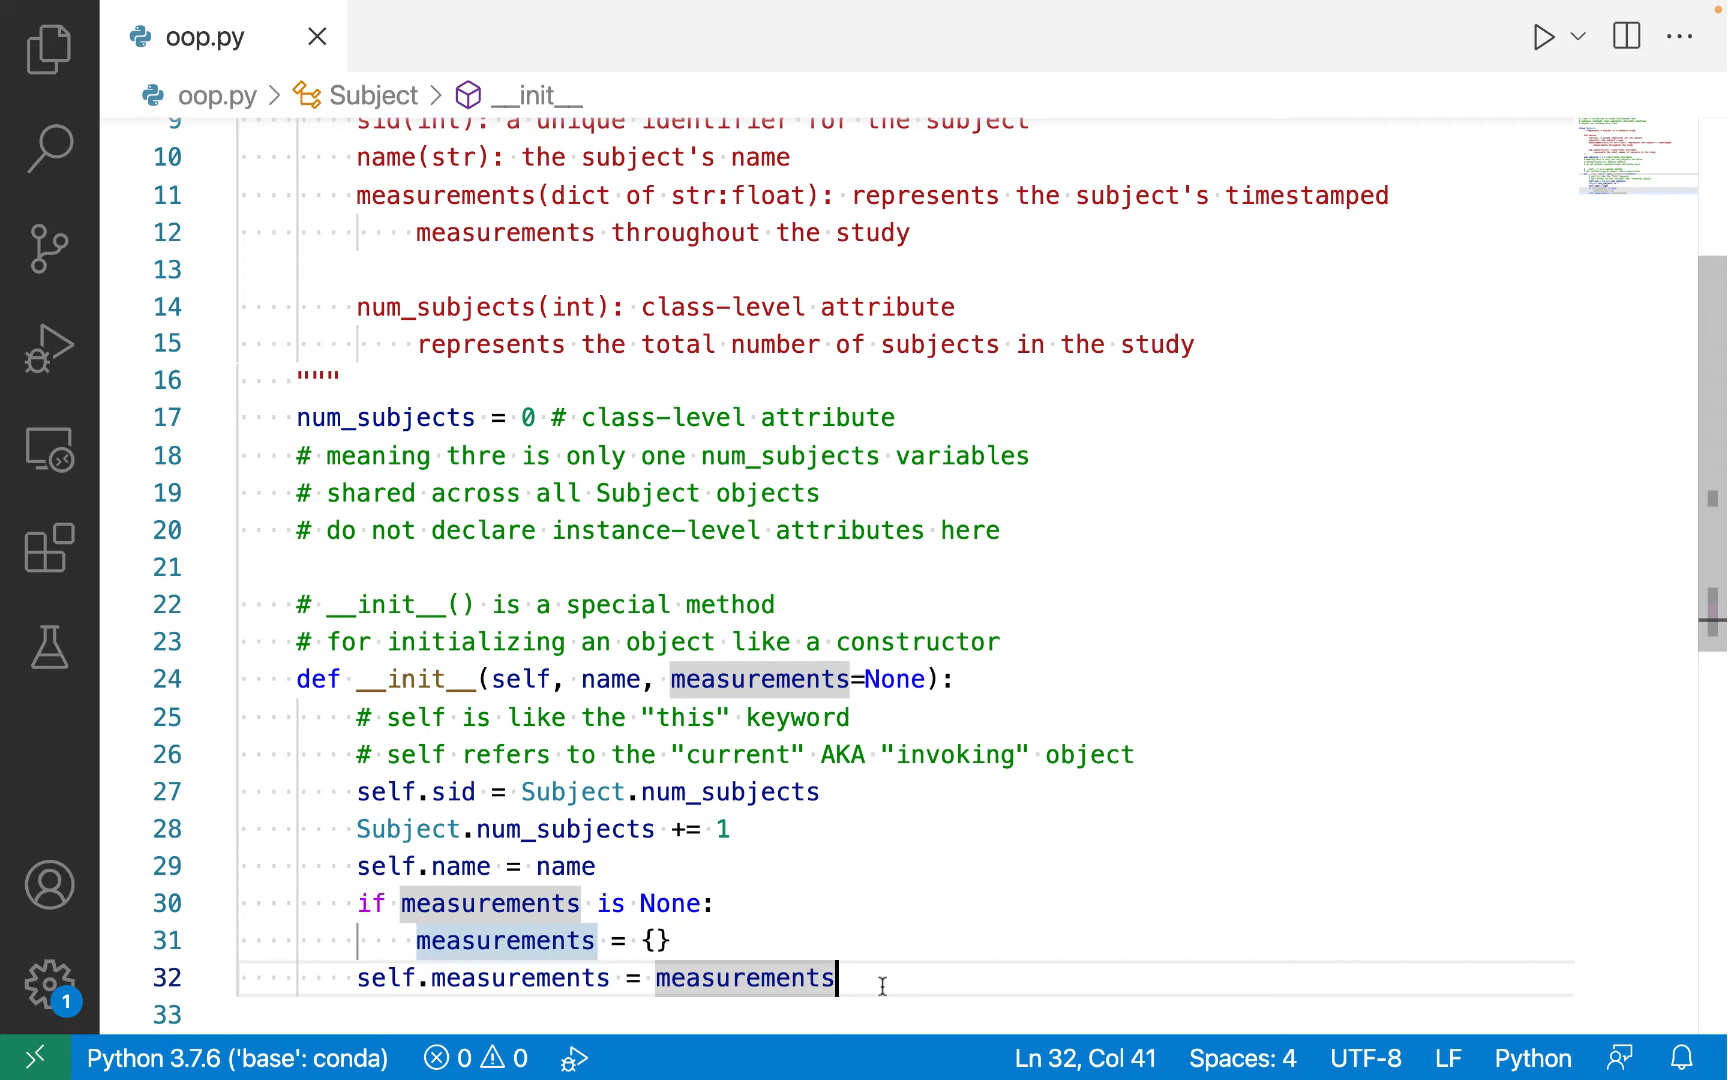 oop.py
oop.py > Subject > __init__
9 sid(int): a unique identifier for the subject
10 name(str): the subject's name
11 measurements(dict of str:float): represents the subject's timestamped
12 measurements throughout the study
13
14 num_subjects(int): class-level attribute
15 represents the total number of subjects in the study
16 """
17 num_subjects = 0 # class-level attribute
18 # meaning thre is only one num_subjects variables
19 # shared across all Subject objects
20 # do not declare instance-level attributes here
21
22 # __init__() is a special method
23 # for initializing an object like a constructor
24 def __init__(self, name, measurements=None):
25 # self is like the "this" keyword
26 # self refers to the "current" AKA "invoking" object
27 self.sid = Subject.num_subjects
28 Subject.num_subjects += 1
29 self.name = name
30 if measurements is None:
31 measurements = {}
32 self.measurements = measurements
33
1
Python 3.7.6 ('base': conda) 0 0 Ln 32, Col 41 Spaces: 4 UTF-8 LF Python